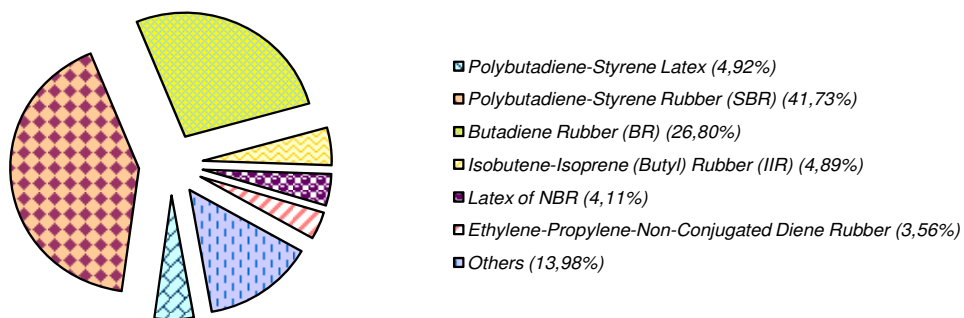 Polybutadiene-Styrene Latex (4,92%)
Polybutadiene-Styrene Rubber (SBR) (41,73%)
Butadiene Rubber (BR) (26,80%)
Isobutene-Isoprene (Butyl) Rubber (IIR) (4,89%)
Latex of NBR (4,11%)
Ethylene-Propylene-Non-Conjugated Diene Rubber (3,56%)
Others (13,98%)